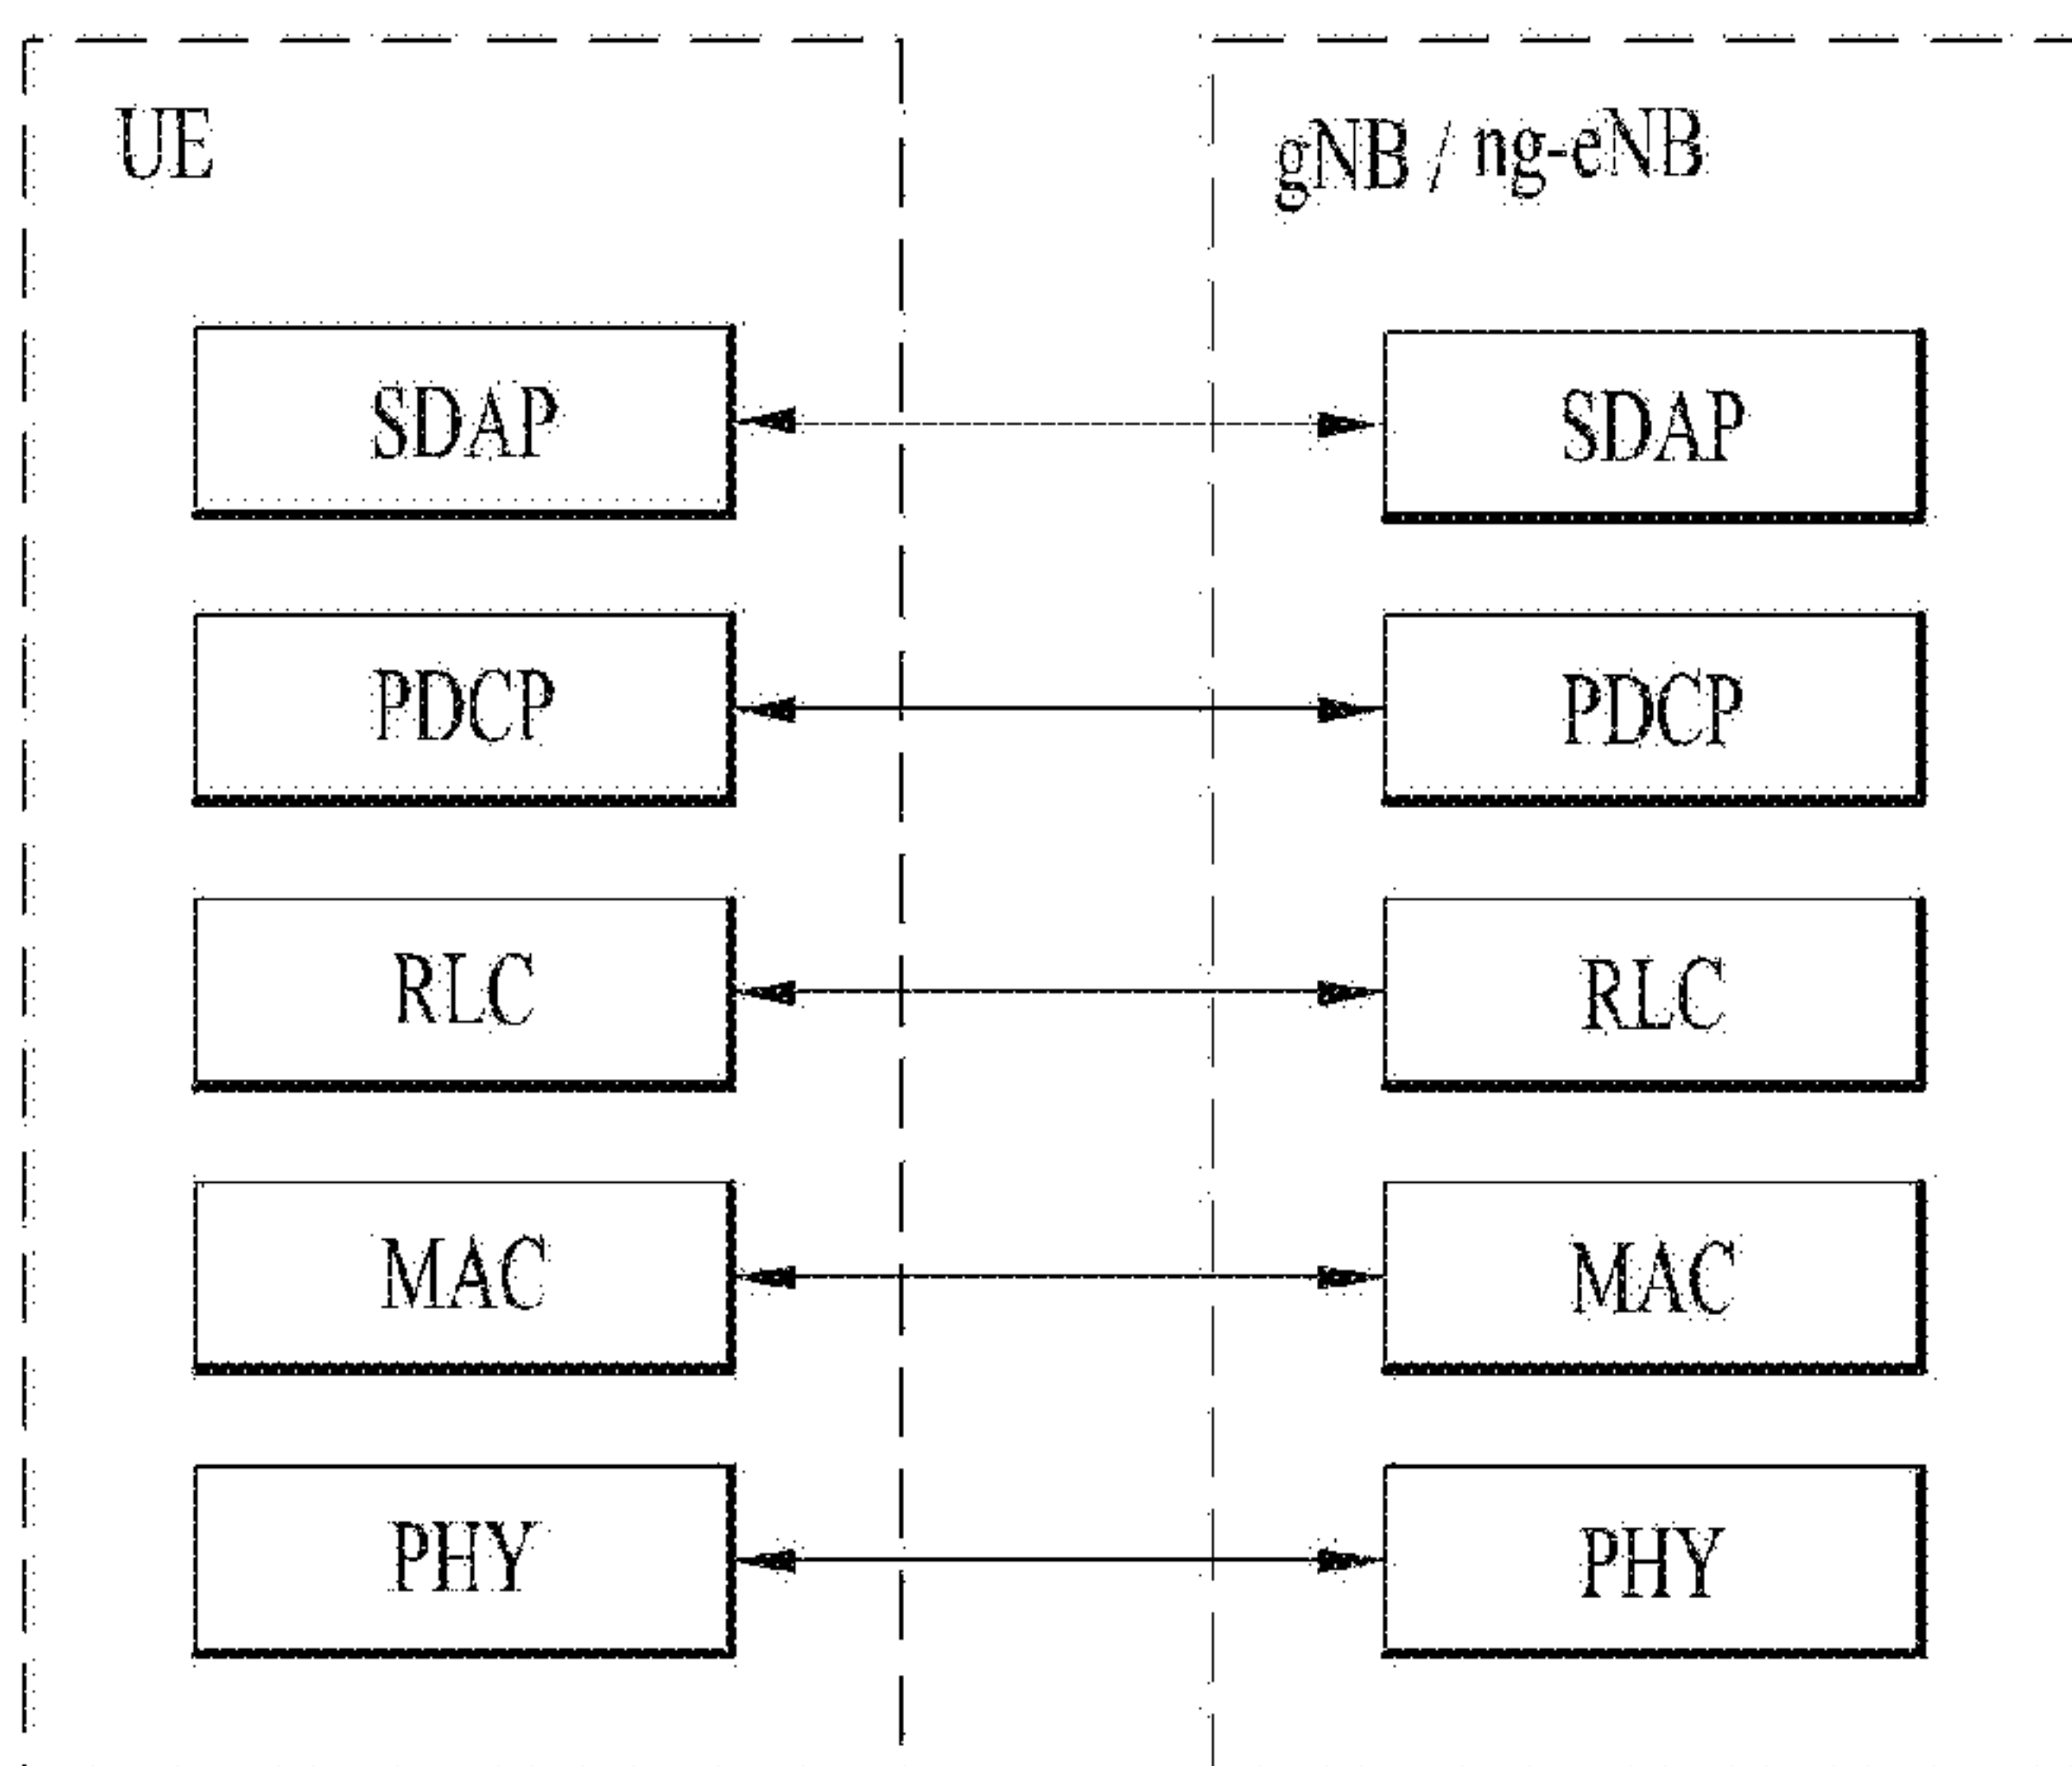 UE
gNB / ng-eNB
SDAP
SDAP
PDCP
PDCP
RLC
RLC
MAC
MAC
PHY
PHY